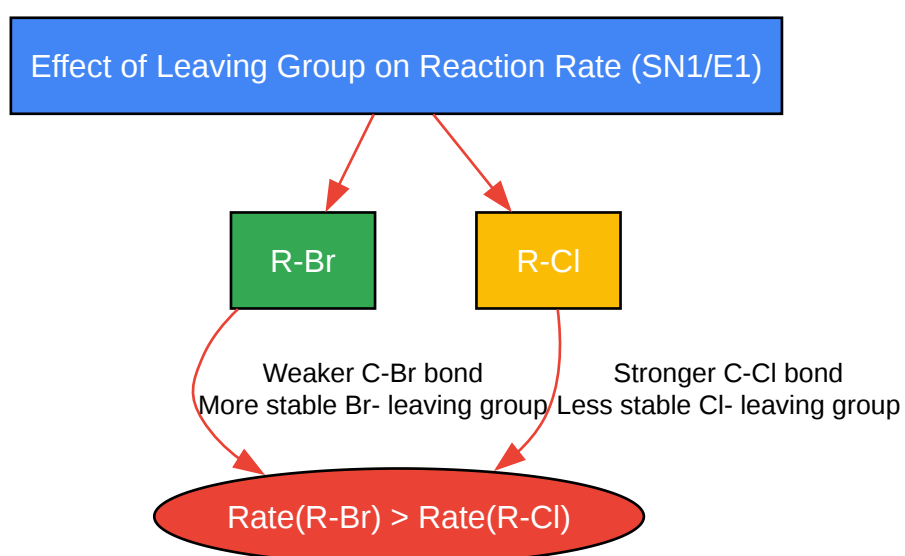 Effect of Leaving Group on Reaction Rate (SN1/E1)
R-Br
R-Cl
Weaker C-Br bond
More stable Br- leaving group
Stronger C-Cl bond
Less stable Cl- leaving group
Rate(R-Br) > Rate(R-Cl)